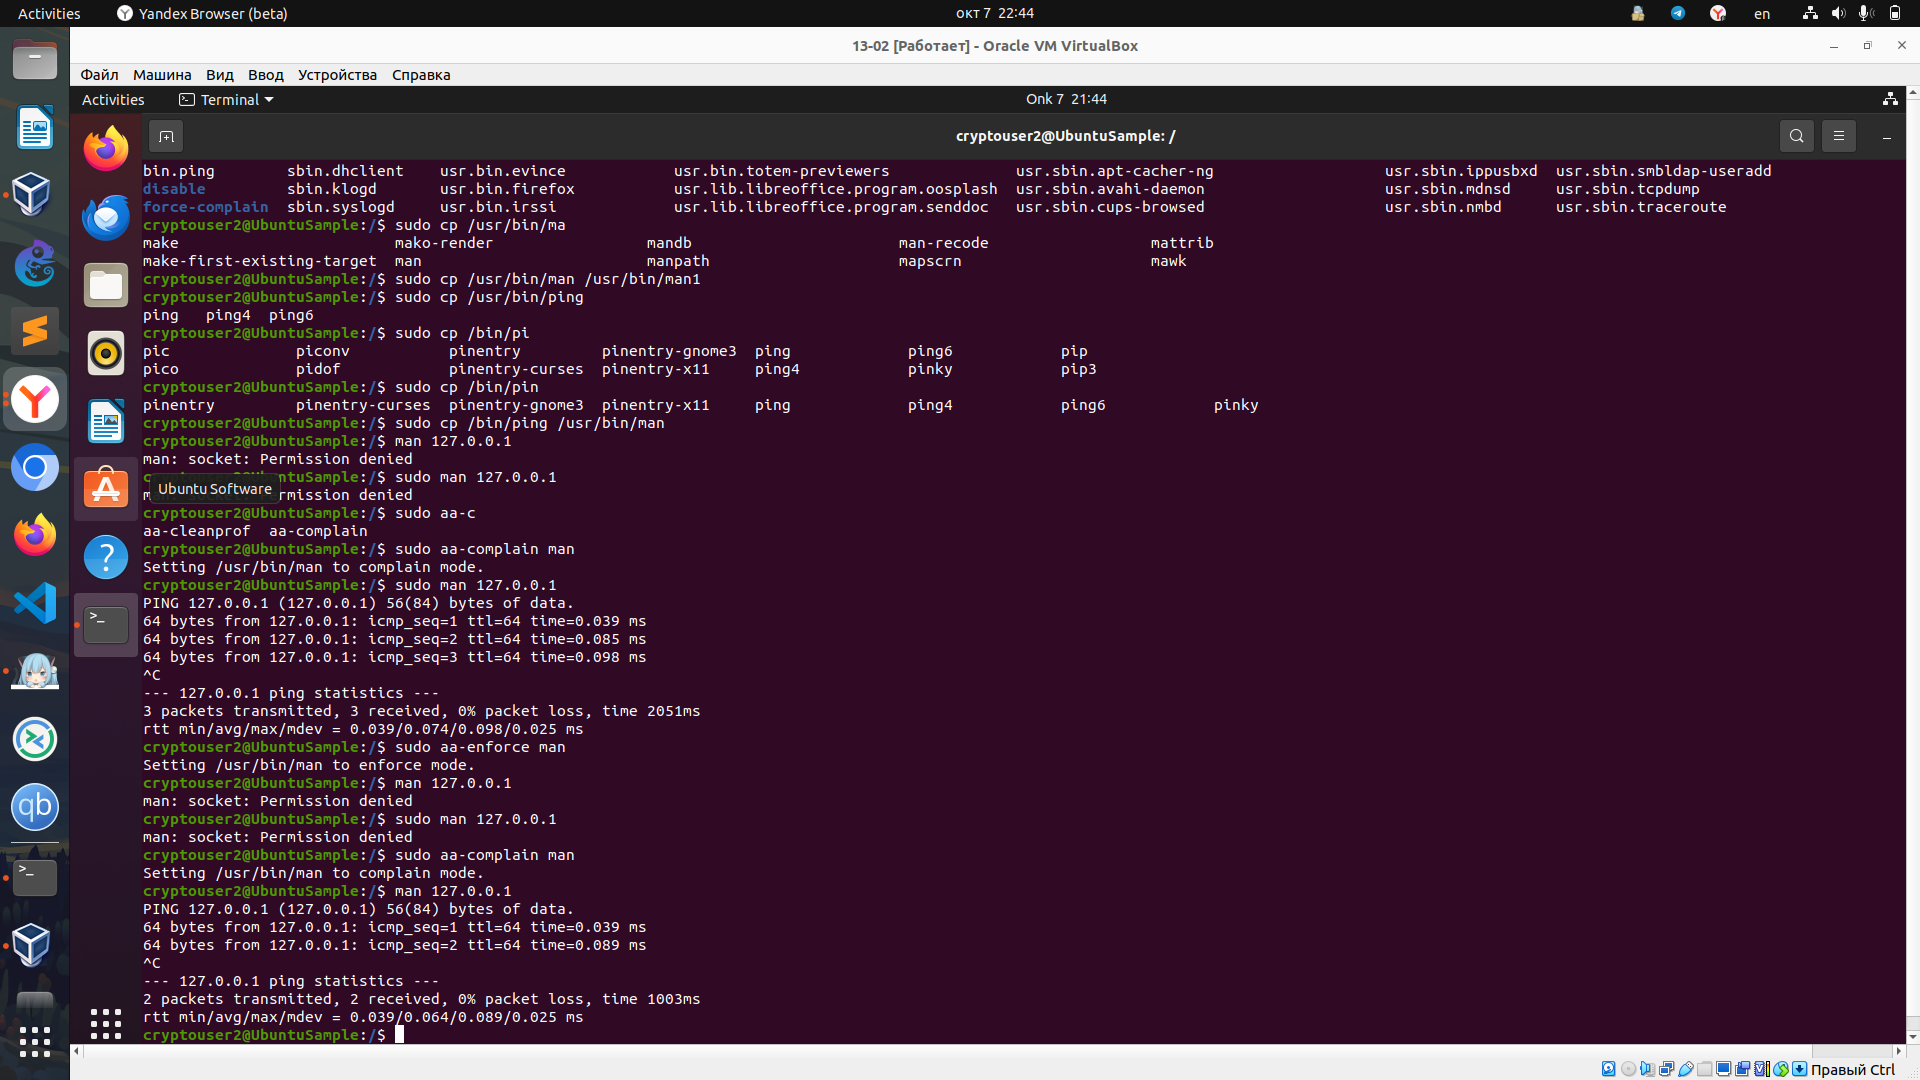 Activities Yandex Browser (beta) окт 7 22:44 en
13-02 [Работает] - Oracle VM VirtualBox
Файл Машина Вид Ввод Устройства Справка
Activities Terminal Onk 7 21:44
cryptouser2@UbuntuSample: /
bin.ping sbin.dhclient usr.bin.evince usr.bin.totem-previewers usr.sbin.apt-cacher-ng usr.sbin.ippusbxd usr.sbin.smbldap-useradd
disable sbin.klogd usr.bin.firefox usr.lib.libreoffice.program.oosplash usr.sbin.avahi-daemon usr.sbin.mdnsd usr.sbin.tcpdump
force-complain sbin.syslogd usr.bin.irssi usr.lib.libreoffice.program.senddoc usr.sbin.cups-browsed usr.sbin.nmbd usr.sbin.traceroute
cryptouser2@UbuntuSample:/$ sudo cp /usr/bin/ma
make mako-render mandb man-recode mattrib
make-first-existing-target man manpath mapscrn mawk
cryptouser2@UbuntuSample:/$ sudo cp /usr/bin/man /usr/bin/man1
cryptouser2@UbuntuSample:/$ sudo cp /usr/bin/ping
ping ping4 ping6
cryptouser2@UbuntuSample:/$ sudo cp /bin/pi
pic piconv pinentry pinentry-gnome3 ping ping6 pip
pico pidof pinentry-curses pinentry-x11 ping4 pinky pip3
cryptouser2@UbuntuSample:/$ sudo cp /bin/pin
pinentry pinentry-curses pinentry-gnome3 pinentry-x11 ping ping4 ping6 pinky
cryptouser2@UbuntuSample:/$ sudo cp /bin/ping /usr/bin/man
cryptouser2@UbuntuSample:/$ man 127.0.0.1
man: socket: Permission denied
cryptouser2@UbuntuSample:/$ sudo man 127.0.0.1
Ubuntu Software
rmission denied
cryptouser2@UbuntuSample:/$ sudo aa-c
aa-cleanprof aa-complain
cryptouser2@UbuntuSample:/$ sudo aa-complain man
Setting /usr/bin/man to complain mode.
cryptouser2@UbuntuSample:/$ sudo man 127.0.0.1
PING 127.0.0.1 (127.0.0.1) 56(84) bytes of data.
64 bytes from 127.0.0.1: icmp_seq=1 ttl=64 time=0.039 ms
64 bytes from 127.0.0.1: icmp_seq=2 ttl=64 time=0.085 ms
64 bytes from 127.0.0.1: icmp_seq=3 ttl=64 time=0.098 ms
^C
--- 127.0.0.1 ping statistics ---
3 packets transmitted, 3 received, 0% packet loss, time 2051ms
rtt min/avg/max/mdev = 0.039/0.074/0.098/0.025 ms
cryptouser2@UbuntuSample:/$ sudo aa-enforce man
Setting /usr/bin/man to enforce mode.
cryptouser2@UbuntuSample:/$ man 127.0.0.1
man: socket: Permission denied
cryptouser2@UbuntuSample:/$ sudo man 127.0.0.1
man: socket: Permission denied
cryptouser2@UbuntuSample:/$ sudo aa-complain man
Setting /usr/bin/man to complain mode.
cryptouser2@UbuntuSample:/$ man 127.0.0.1
PING 127.0.0.1 (127.0.0.1) 56(84) bytes of data.
64 bytes from 127.0.0.1: icmp_seq=1 ttl=64 time=0.039 ms
64 bytes from 127.0.0.1: icmp_seq=2 ttl=64 time=0.089 ms
^C
--- 127.0.0.1 ping statistics ---
2 packets transmitted, 2 received, 0% packet loss, time 1003ms
rtt min/avg/max/mdev = 0.039/0.064/0.089/0.025 ms
cryptouser2@UbuntuSample:/$
qb
Правый Ctrl